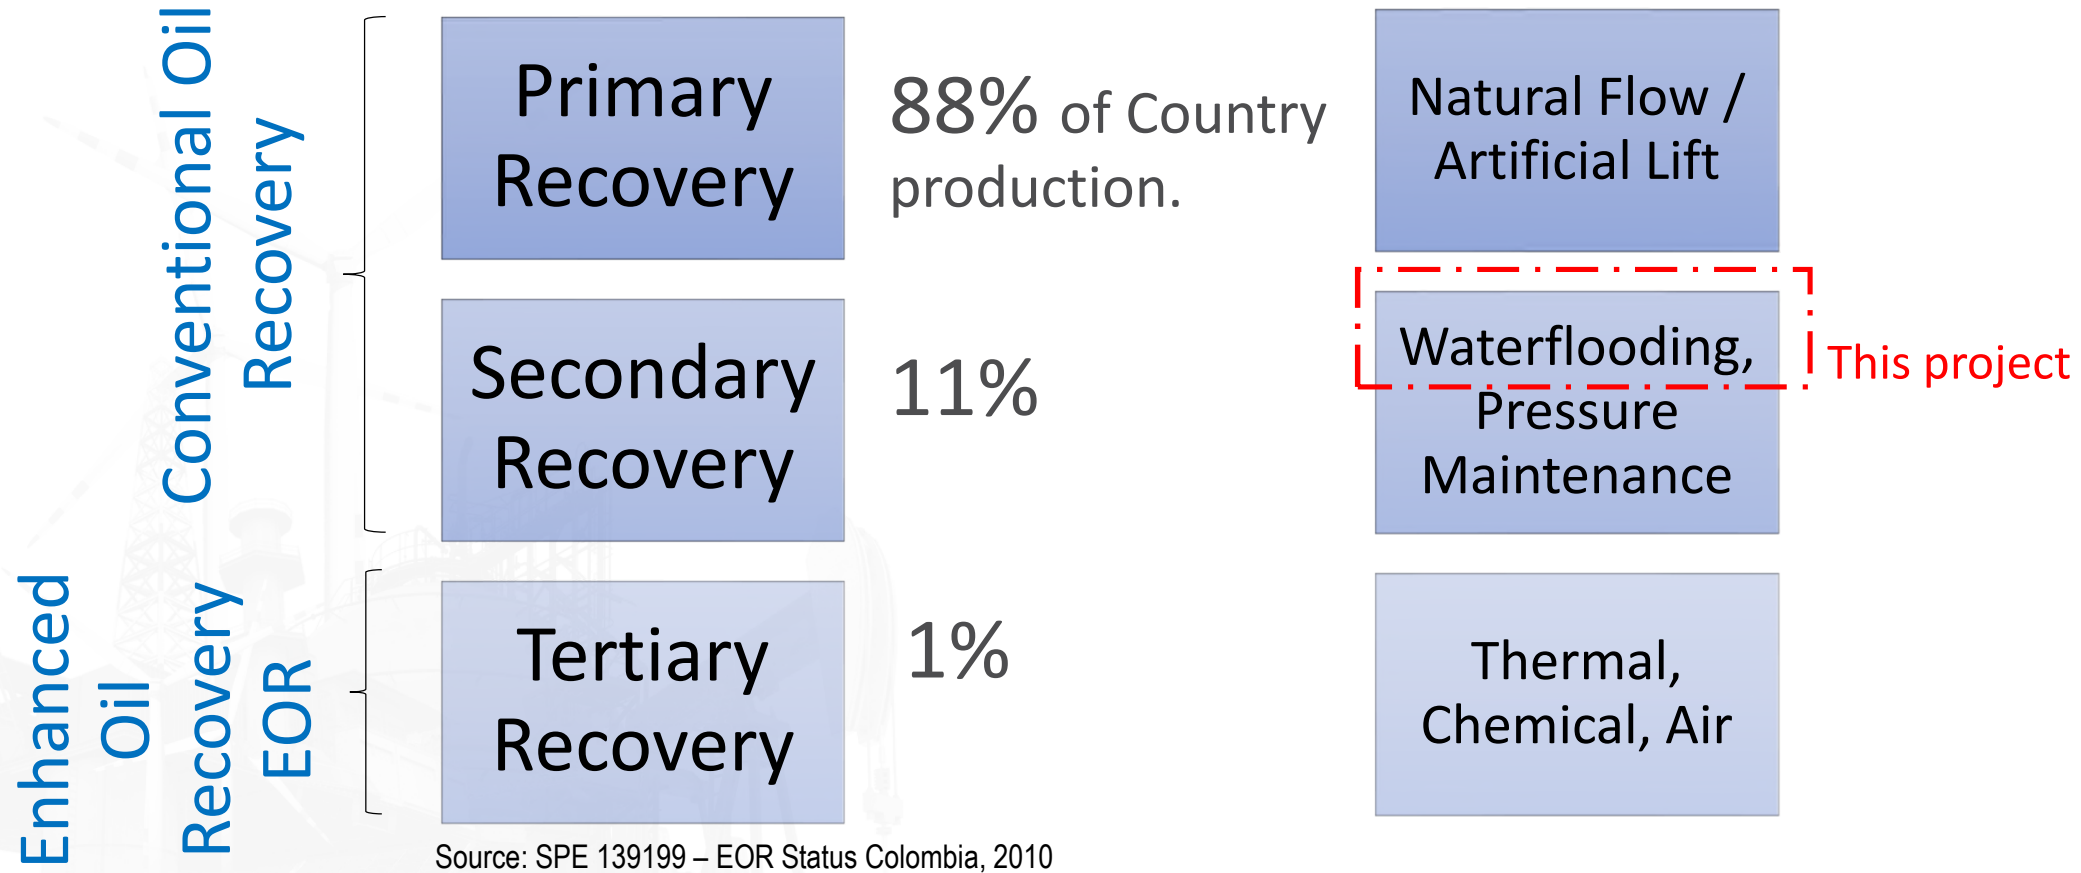 Conventional Oil
Recovery
Primary
Recovery
88% of Country
production.
Natural Flow /
Artificial Lift
Secondary
Recovery
11%
Waterflooding,
Pressure
Maintenance
This project
Enhanced
Oil
Recovery
EOR
Tertiary
Recovery
1%
Thermal,
Chemical, Air
Source: SPE 139199 – EOR Status Colombia, 2010